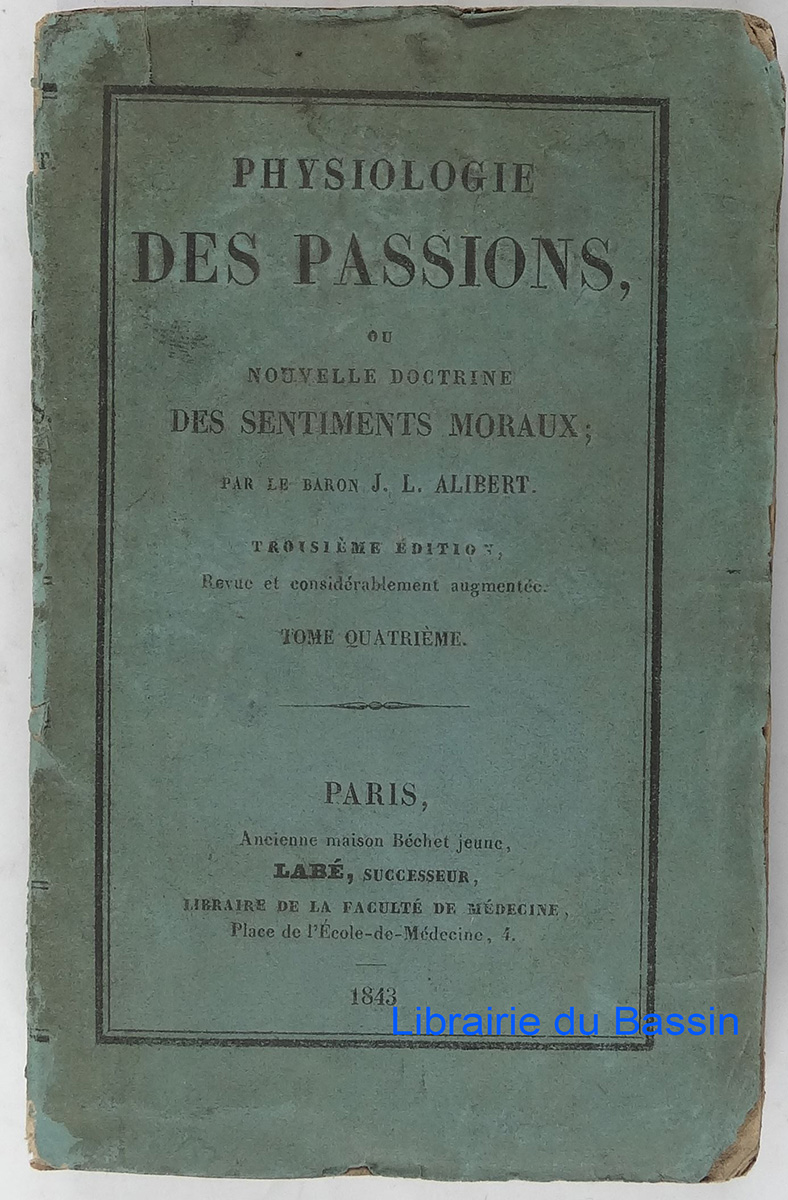 PHYSIOLOGIE
DES PASSIONS,
OU
NOUVELLE DOCTRINE
DES SENTIMENTS MORAUX;
PAR LE BARON J. L. ALIBERT.
TROISIÈME ÉDITION,
Revue et considérablement augmentée.
TOME QUATRIÈME.
PARIS,
Ancienne maison Béchet jeune,
LABÉ, SUCCESSEUR,
LIBRAIRE DE LA FACULTÉ DE MÉDECINE,
Place de l'École-de-Médecine, 4.
1843
Librairie du Bassin